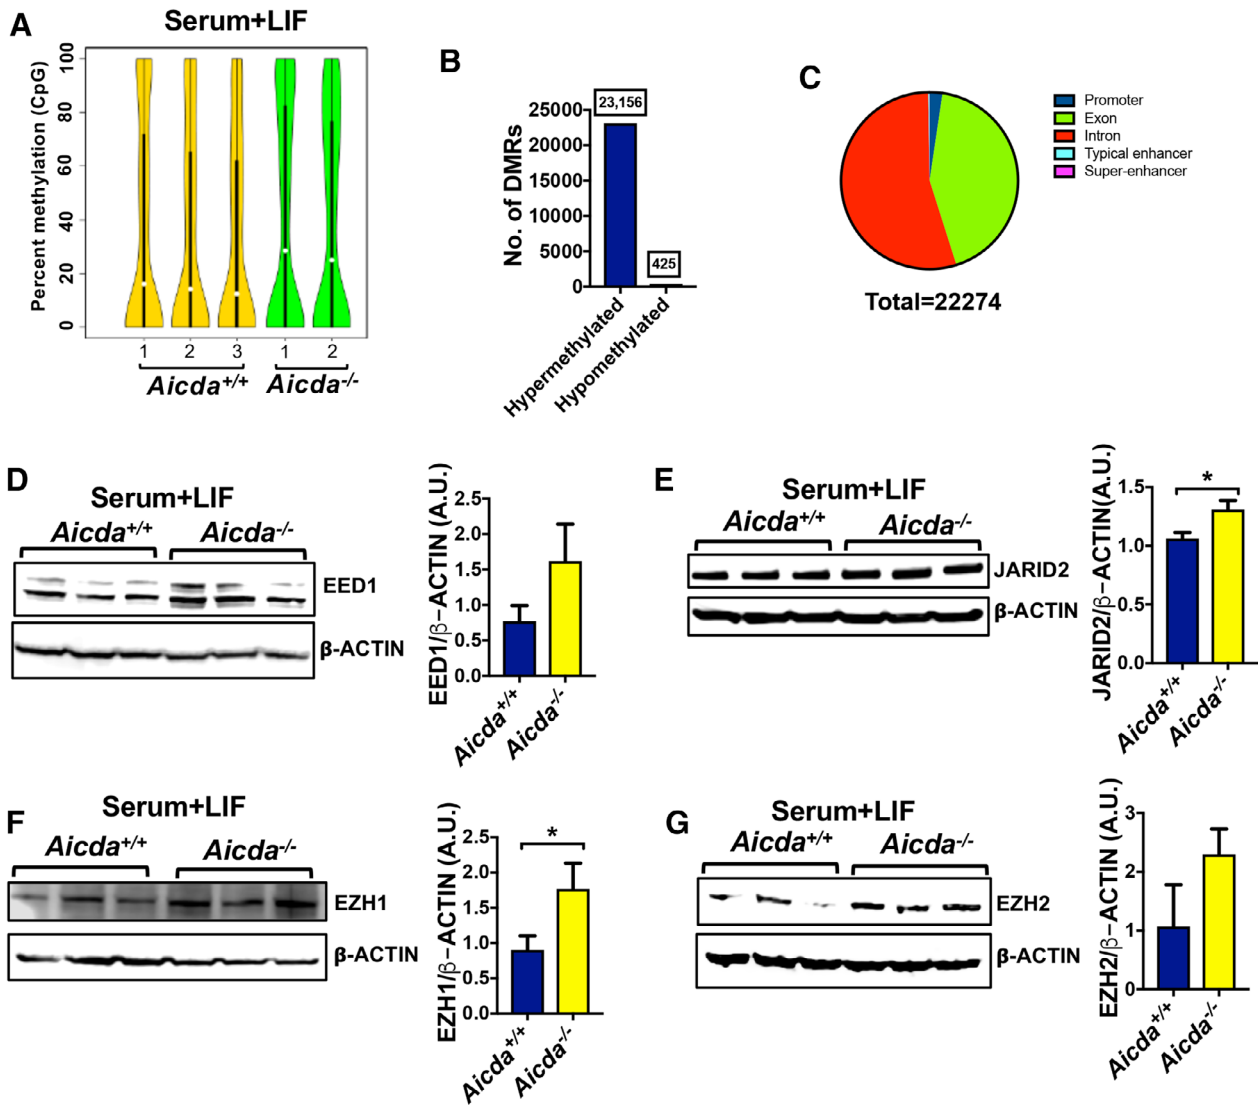 A
Serum+LIF
Percent methylation (CpG)
100
80
60
40
20
0
1 2 3 1 2
Aicda+/+ Aicda-/-
B
No. of DMRs
25000
20000
15000
10000
5000
0
23,156
425
Hypermethylated
Hypomethylated
C
Promoter
Exon
Intron
Typical enhancer
Super-enhancer
Total=22274
D
Serum+LIF
Aicda+/+ Aicda-/-
EED1
β-ACTIN
EED1/β−ACTIN (A.U.)
2.5
2.0
1.5
1.0
0.5
0.0
Aicda+/+
Aicda-/-
E
Serum+LIF
Aicda+/+ Aicda-/-
JARID2
β-ACTIN
JARID2/β−ACTIN(A.U.)
1.5
1.0
0.5
0.0
*
Aicda+/+
Aicda-/-
F
Serum+LIF
Aicda+/+ Aicda-/-
EZH1
β-ACTIN
EZH1/β−ACTIN (A.U.)
2.5
2.0
1.5
1.0
0.5
0.0
*
Aicda+/+
Aicda-/-
G
Serum+LIF
Aicda+/+ Aicda-/-
EZH2
β-ACTIN
EZH2/β−ACTIN (A.U.)
3
2
1
0
Aicda+/+
Aicda-/-